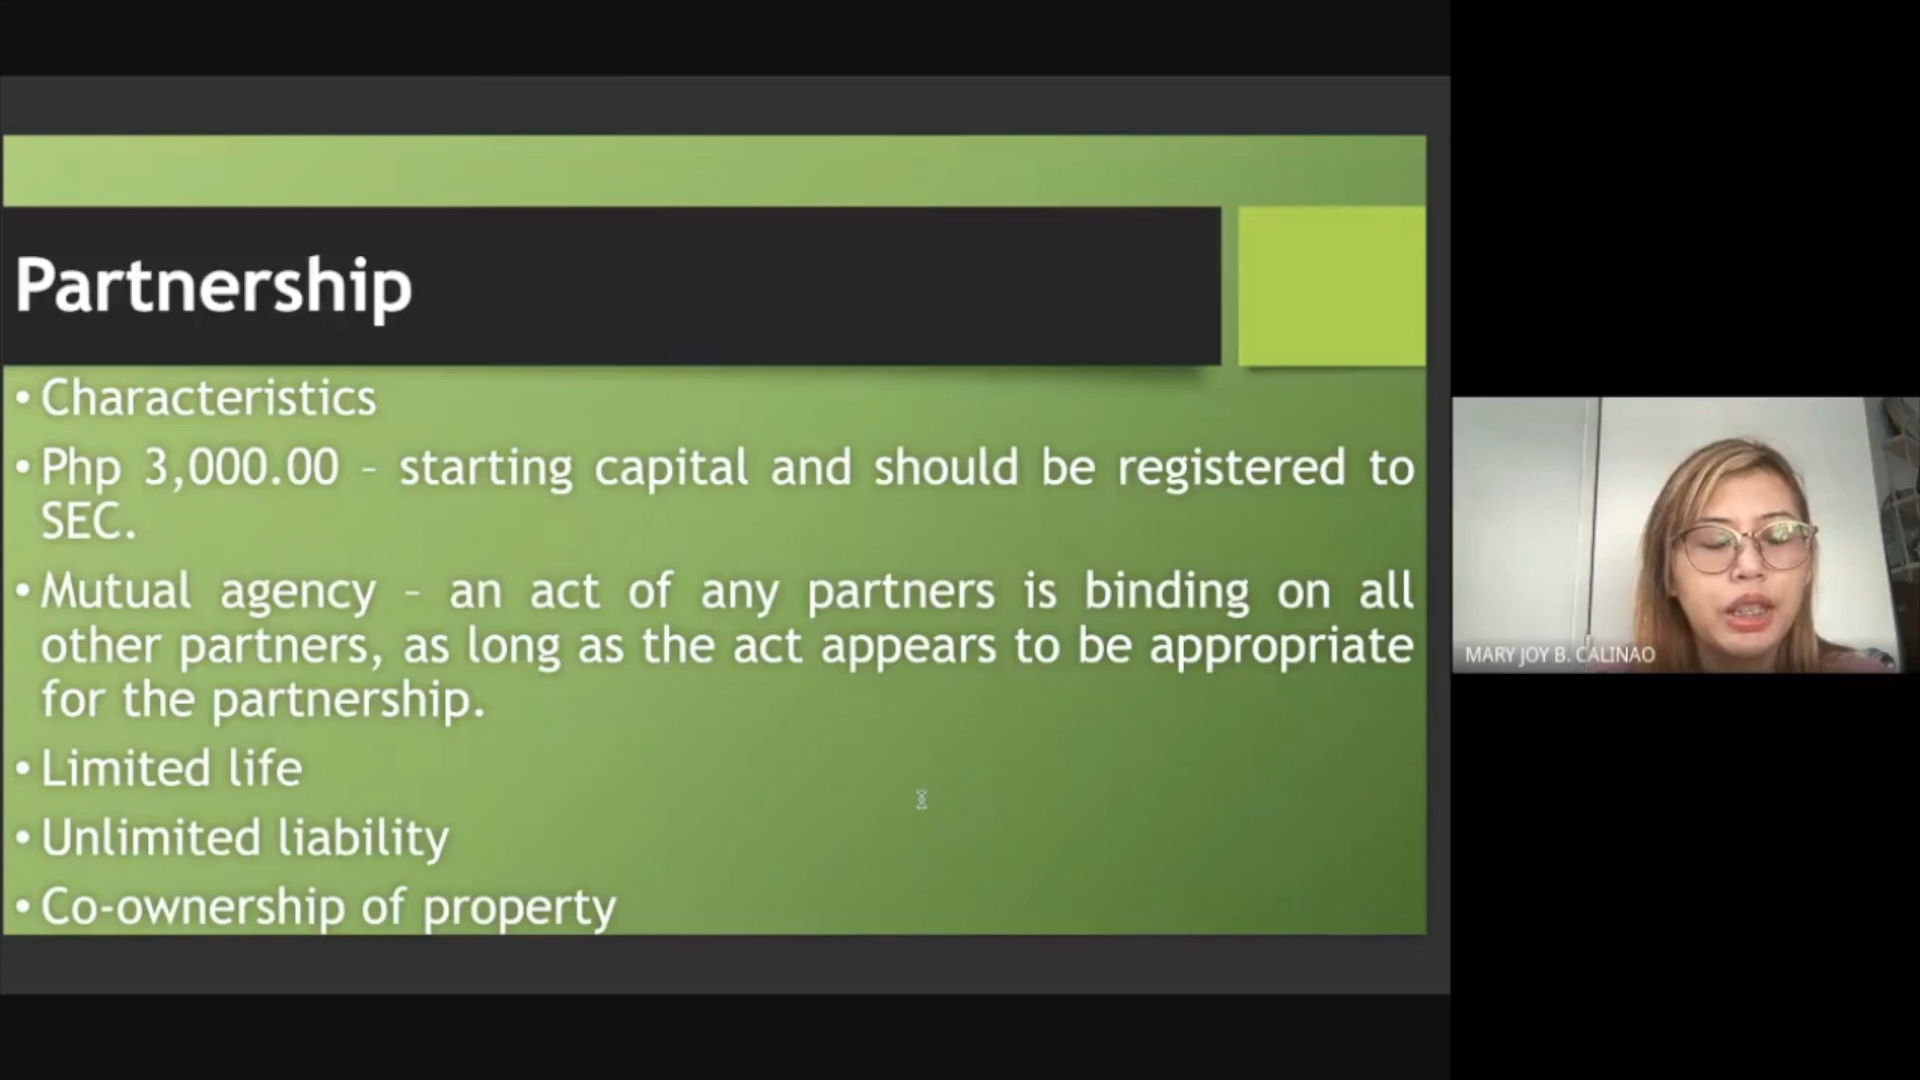 Partnership
• Characteristics
• Php 3,000.00 – starting capital and should be registered to
SEC.
• Mutual agency – an act of any partners is binding on all
other partners, as long as the act appears to be appropriate
for the partnership.
• Limited life
• Unlimited liability
• Co-ownership of property
MARY JOY B. CALINAO